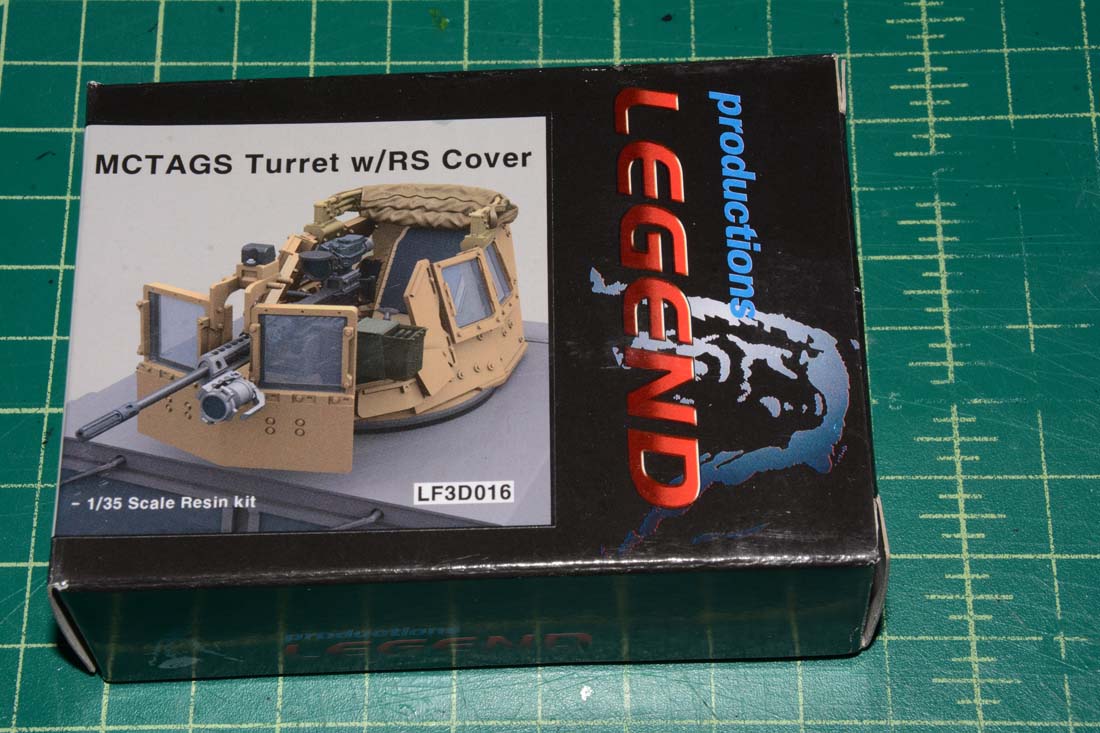 MCTAGS Turret w/RS Cover
- 1/35 Scale Resin kit
LF3D016
productions
LEGEND
productions
LEGEND